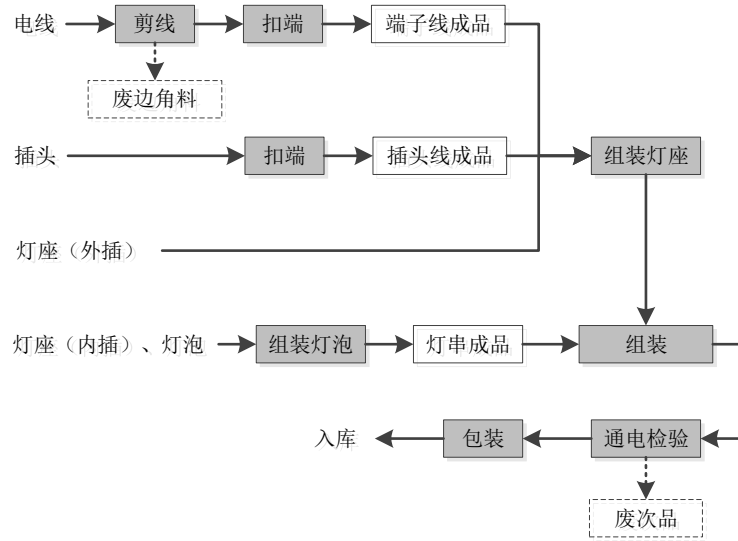 电线
剪线
扣端
端子线成品
废边角料
插头
扣端
插头线成品
组装灯座
灯座（外插）
灯座（内插）、灯泡
组装灯泡
灯串成品
组装
入库
包装
通电检验
废次品